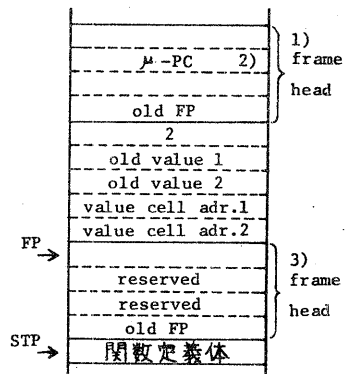 1)
μ-PC 2)
frame
head
old FP
2
old value 1
old value 2
value cell adr.1
value cell adr.2
FP
3)
frame
reserved
reserved
head
old FP
STP
関数定義体